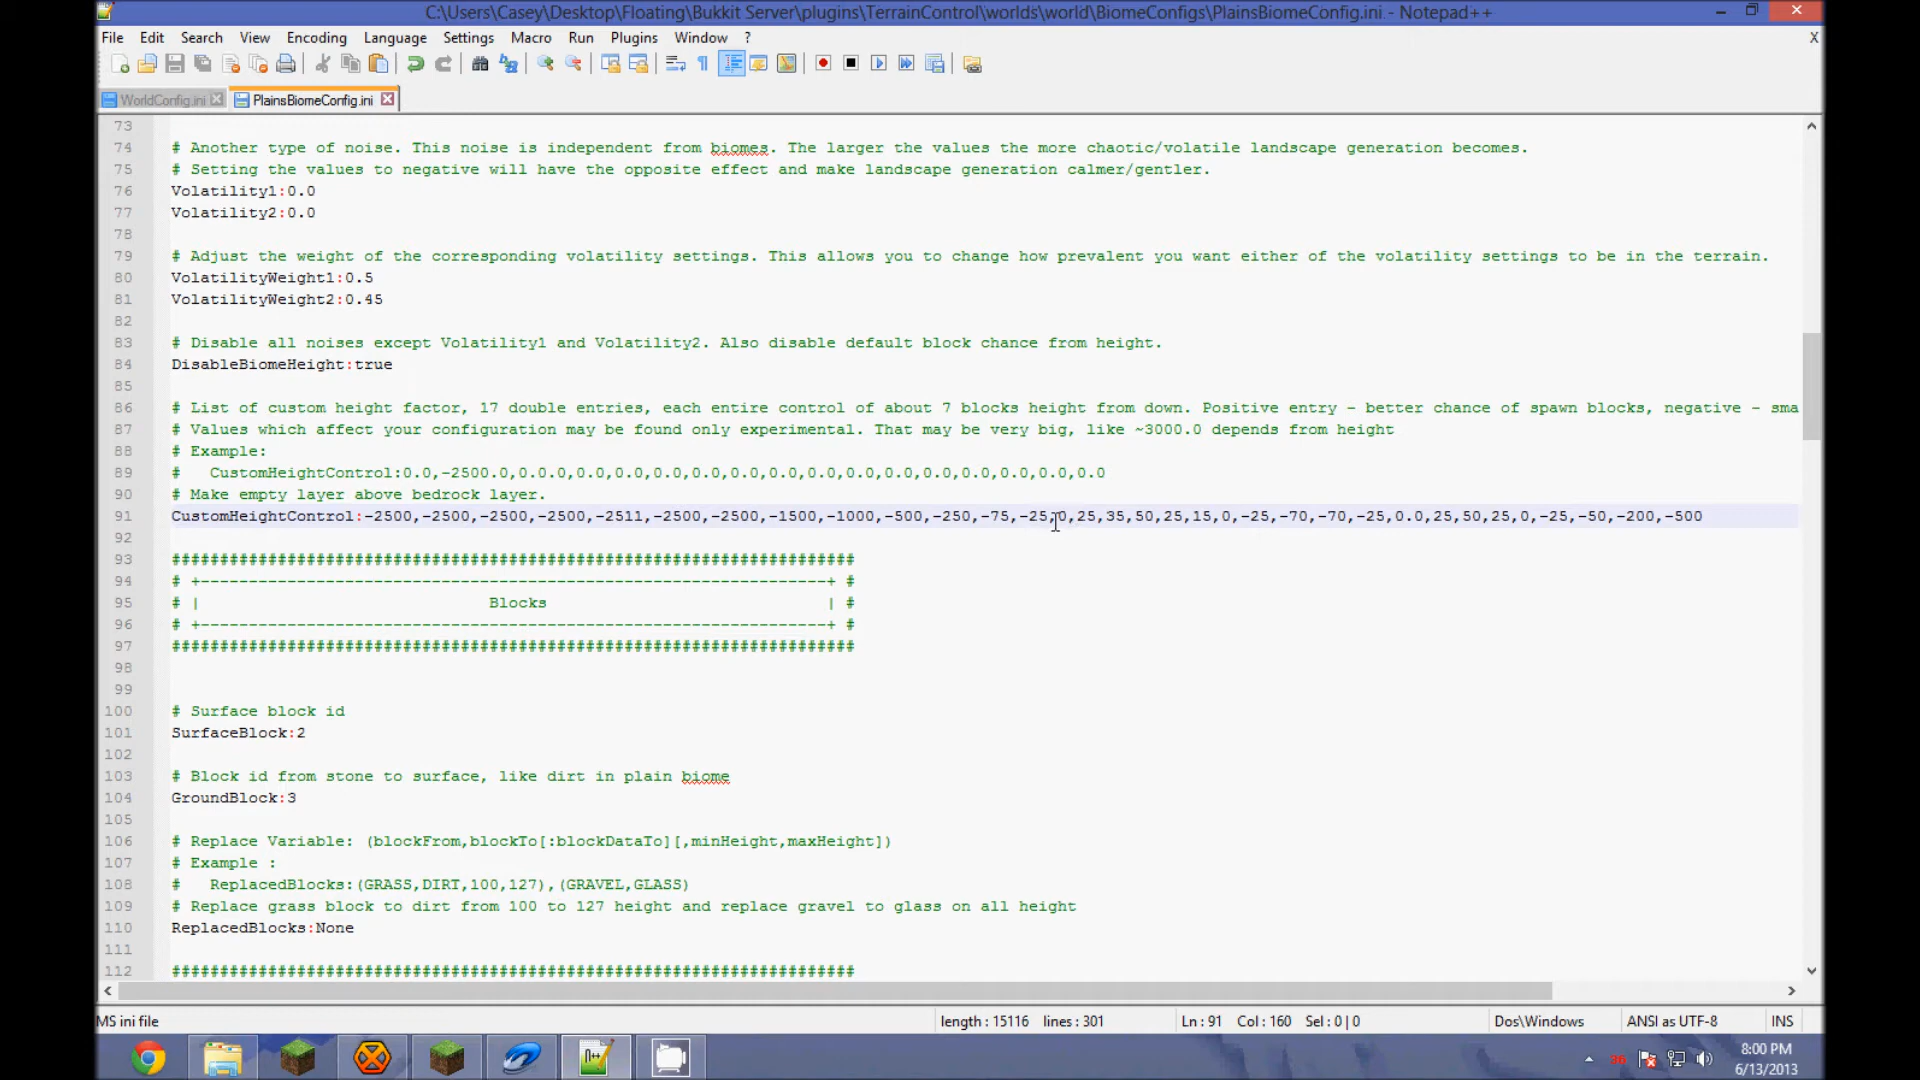 C:\Users\Casey\Desktop\Floating\Bukkit Server\plugins\TerrainControl\worlds\world\BiomeConfigs\PlainsBiomeConfig.ini - Notepad++
File Edit Search View Encoding Language Settings Macro Run Plugins Window ? X
WorldConfig.ini PlainsBiomeConfig.ini
73
74 # Another type of noise. This noise is independent from biomes. The larger the values the more chaotic/volatile landscape generation becomes.
75 # Setting the values to negative will have the opposite effect and make landscape generation calmer/gentler.
76 Volatility1:0.0
77 Volatility2:0.0
78
79 # Adjust the weight of the corresponding volatility settings. This allows you to change how prevalent you want either of the volatility settings to be in the terrain.
80 VolatilityWeight1:0.5
81 VolatilityWeight2:0.45
82
83 # Disable all noises except Volatility1 and Volatility2. Also disable default block chance from height.
84 DisableBiomeHeight:true
85
86 # List of custom height factor, 17 double entries, each entire control of about 7 blocks height from down. Positive entry - better chance of spawn blocks, negative - sma
87 # Values which affect your configuration may be found only experimental. That may be very big, like ~3000.0 depends from height
88 # Example:
89 #   CustomHeightControl:0.0,-2500.0,0.0.0,0.0,0.0,0.0,0.0,0.0,0.0,0.0,0.0,0.0,0.0,0.0,0.0,0.0,0.0
90 # Make empty layer above bedrock layer.
91 CustomHeightControl:-2500,-2500,-2500,-2500,-2511,-2500,-2500,-1500,-1000,-500,-250,-75,-25,0,25,35,50,25,15,0,-25,-70,-70,-25,0.0,25,50,25,0,-25,-50,-200,-500
92
93 #######################################################################
94 # +-----------------------------------------------------------------+ #
95 # |                              Blocks                             | #
96 # +-----------------------------------------------------------------+ #
97 #######################################################################
98
99
100 # Surface block id
101 SurfaceBlock:2
102
103 # Block id from stone to surface, like dirt in plain biome
104 GroundBlock:3
105
106 # Replace Variable: (blockFrom,blockTo[:blockDataTo][,minHeight,maxHeight])
107 # Example :
108 #   ReplacedBlocks:(GRASS,DIRT,100,127),(GRAVEL,GLASS)
109 # Replace grass block to dirt from 100 to 127 height and replace gravel to glass on all height
110 ReplacedBlocks:None
111
112 #######################################################################
MS ini file length : 15116 lines : 301 Ln : 91 Col : 160 Sel : 0 | 0 Dos\Windows ANSI as UTF-8 INS
8:00 PM
6/13/2013